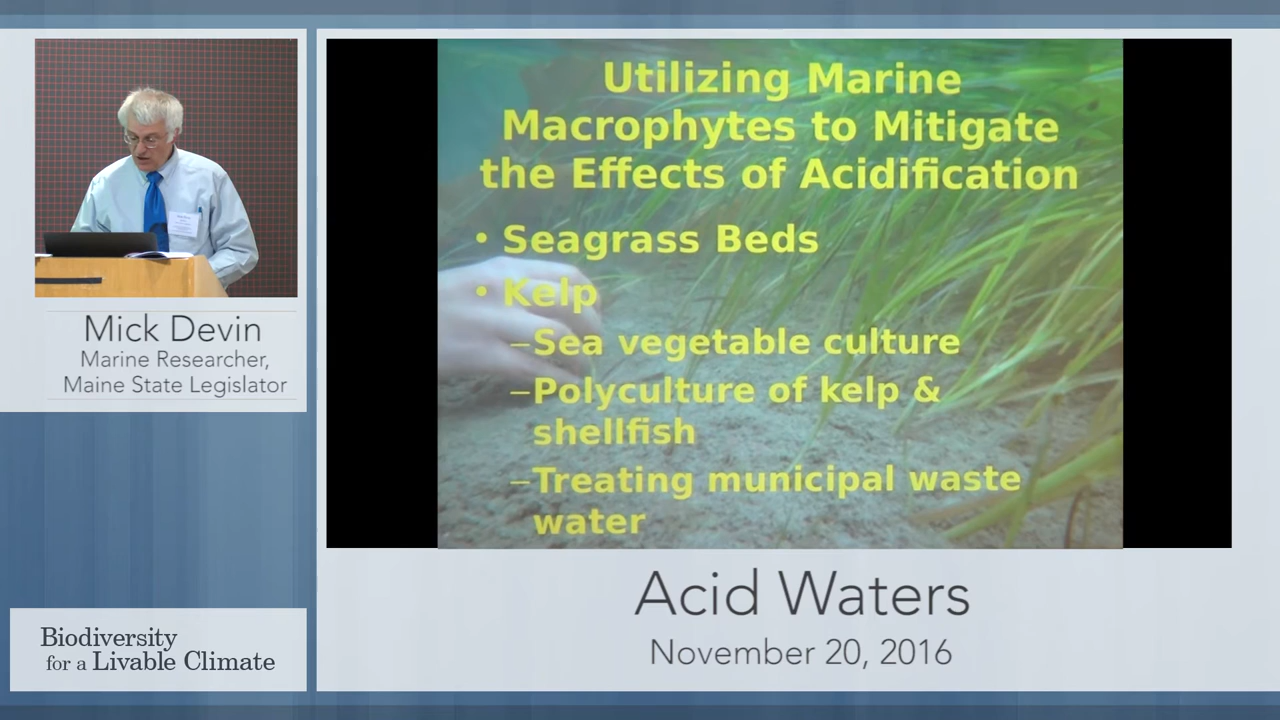 Utilizing Marine
Macrophytes to Mitigate
the Effects of Acidification
• Seagrass Beds
• Kelp
–Sea vegetable culture
–Polyculture of kelp &
shellfish
–Treating municipal waste
water
Mick Devin
Marine Researcher,
Maine State Legislator
Acid Waters
November 20, 2016
Biodiversity
for a Livable Climate